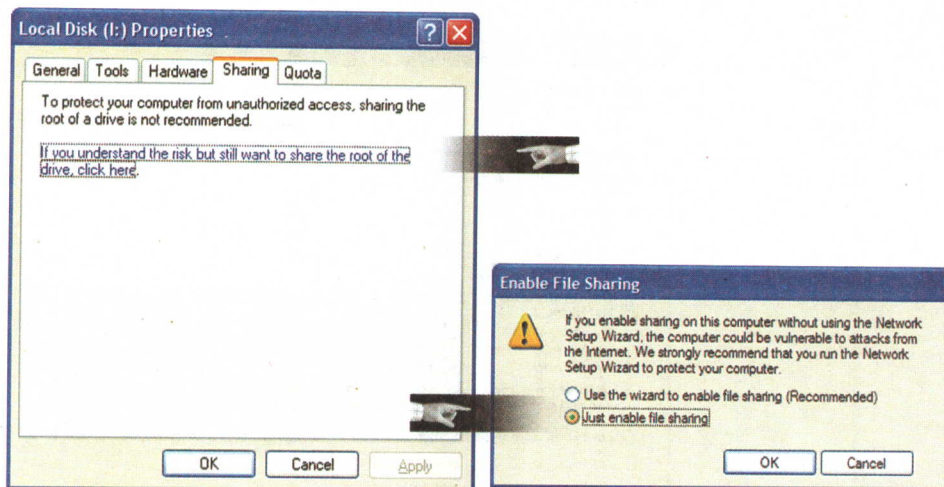 Local Disk (I:) Properties
General Tools Hardware Sharing Quota
To protect your computer from unauthorized access, sharing the
root of a drive is not recommended.
If you understand the risk but still want to share the root of the
drive, click here.
OK Cancel Apply
Enable File Sharing
If you enable sharing on this computer without using the Network
Setup Wizard, the computer could be vulnerable to attacks from
the Internet. We strongly recommend that you run the Network
Setup Wizard to protect your computer.
Use the wizard to enable file sharing (Recommended)
Just enable file sharing
OK Cancel